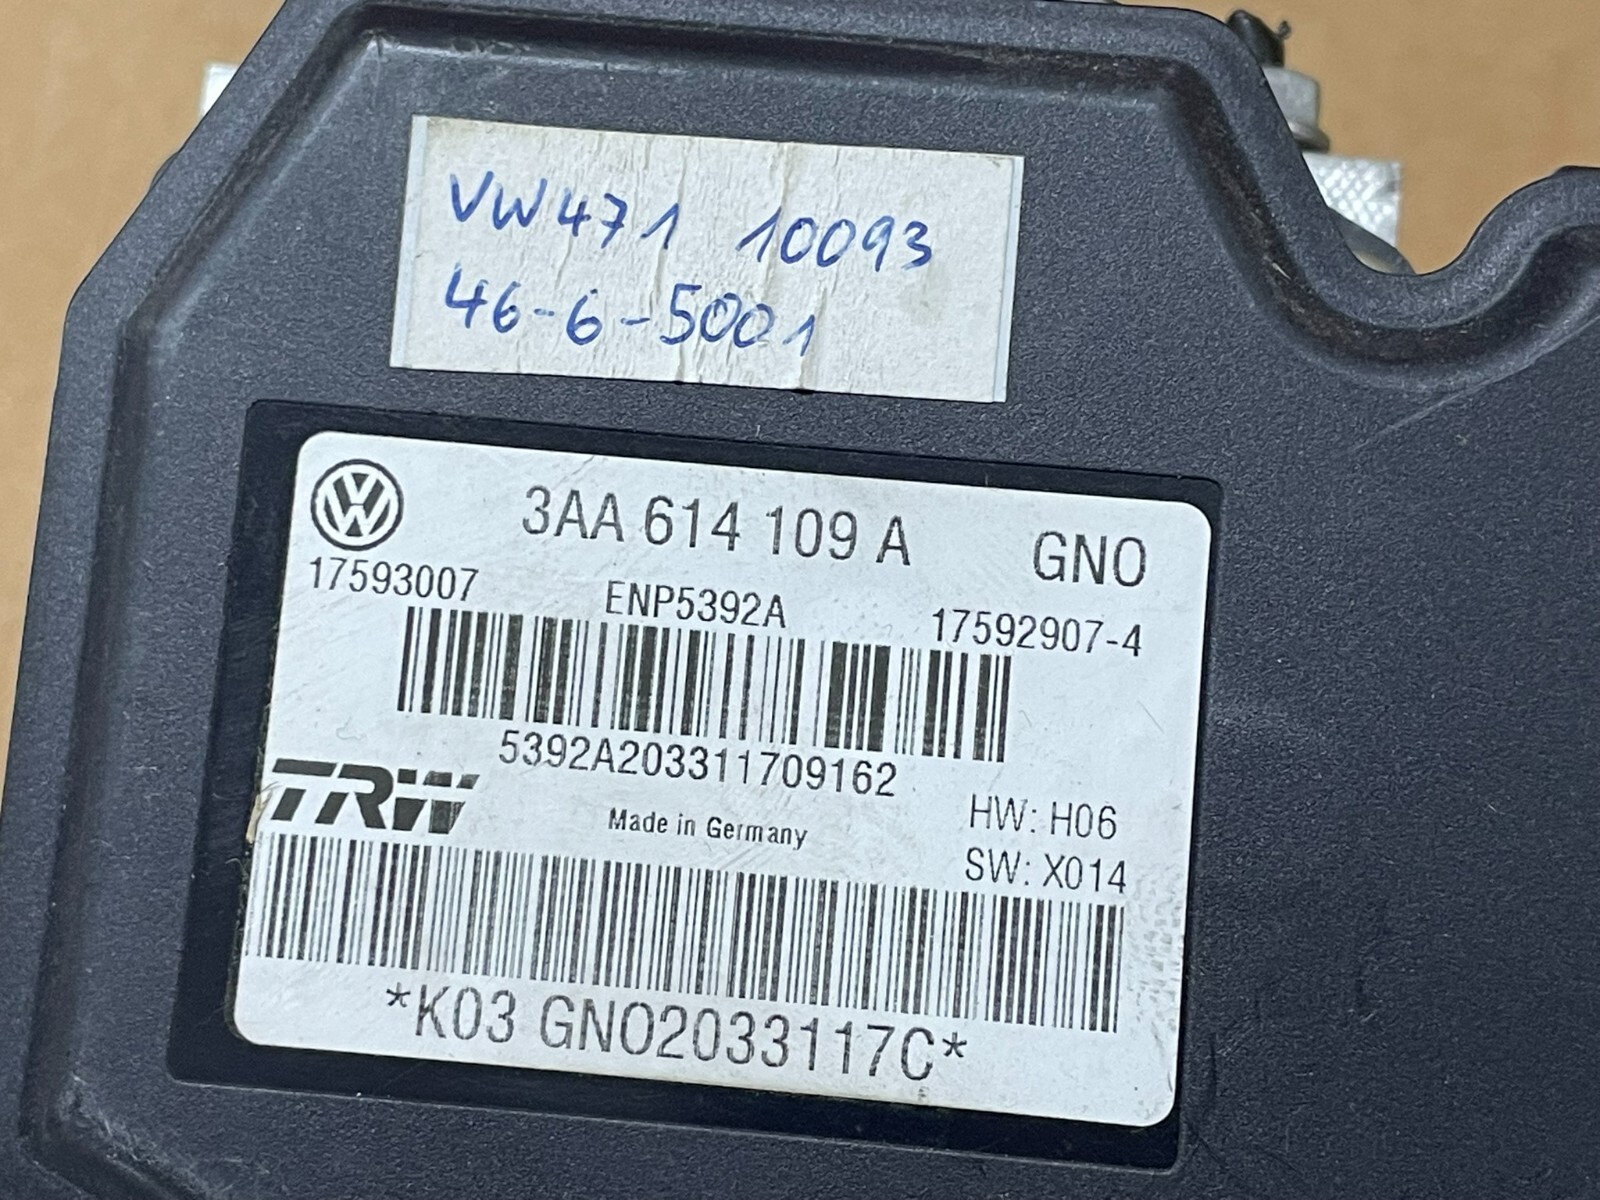 VW471 10093
46-6-5001
3AA 614 109 A GNO
17593007 ENP5392A 17592907-4
5392A203311709162
TRW Made in Germany HW: H06
SW: X014
*K03 GNO2033117C*